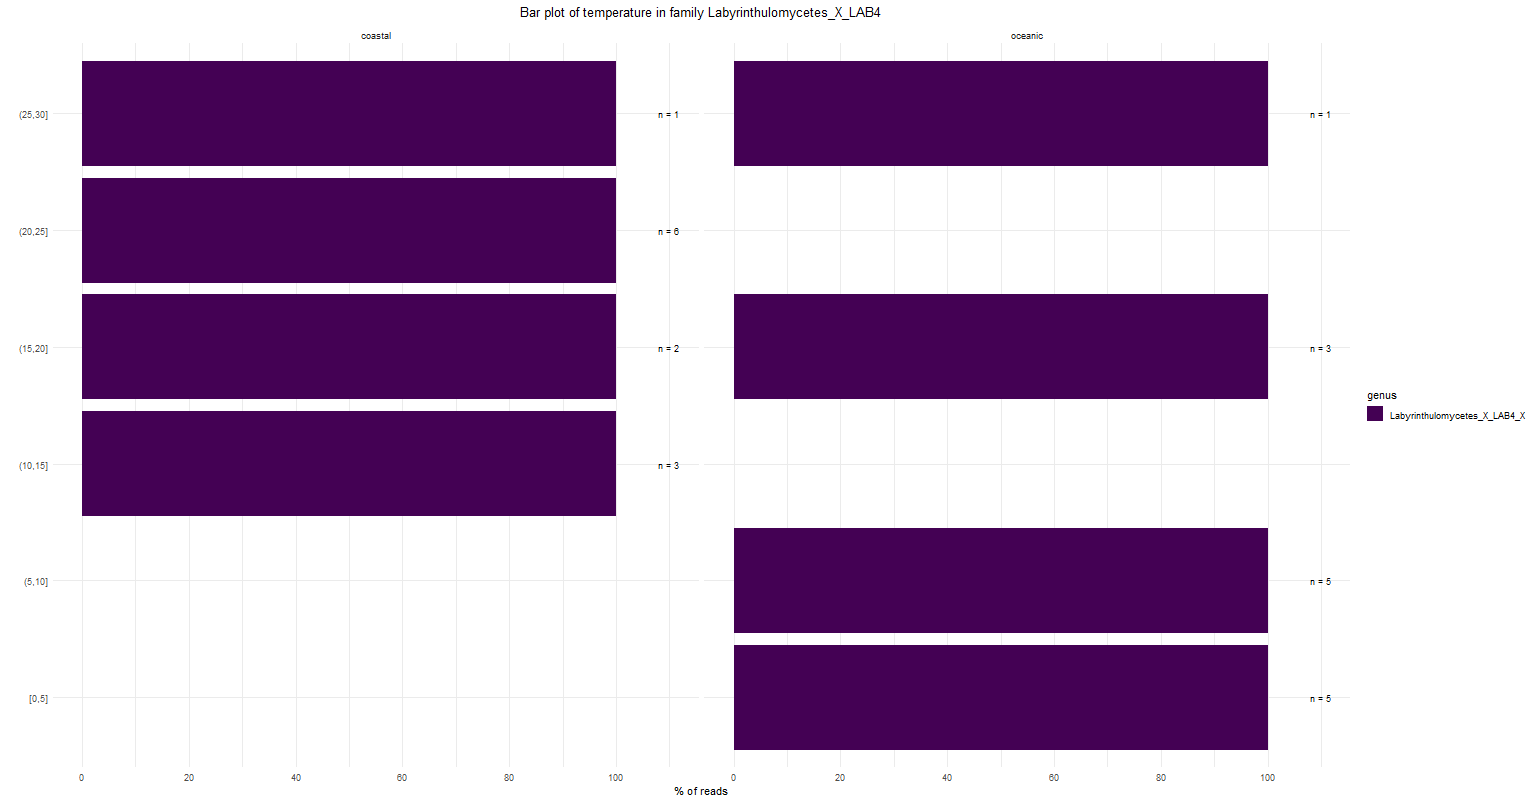 Bar plot of temperature in family Labyrinthulomycetes_X_LAB4
coastal
oceanic
(25,30]
n = 1
n = 1
(20,25]
n = 6
(15,20]
n = 2
n = 3
(10,15]
n = 3
(5,10]
n = 5
[0,5]
n = 5
genus
Labyrinthulomycetes_X_LAB4_X
0 20 40 60 80 100
0 20 40 60 80 100
% of reads